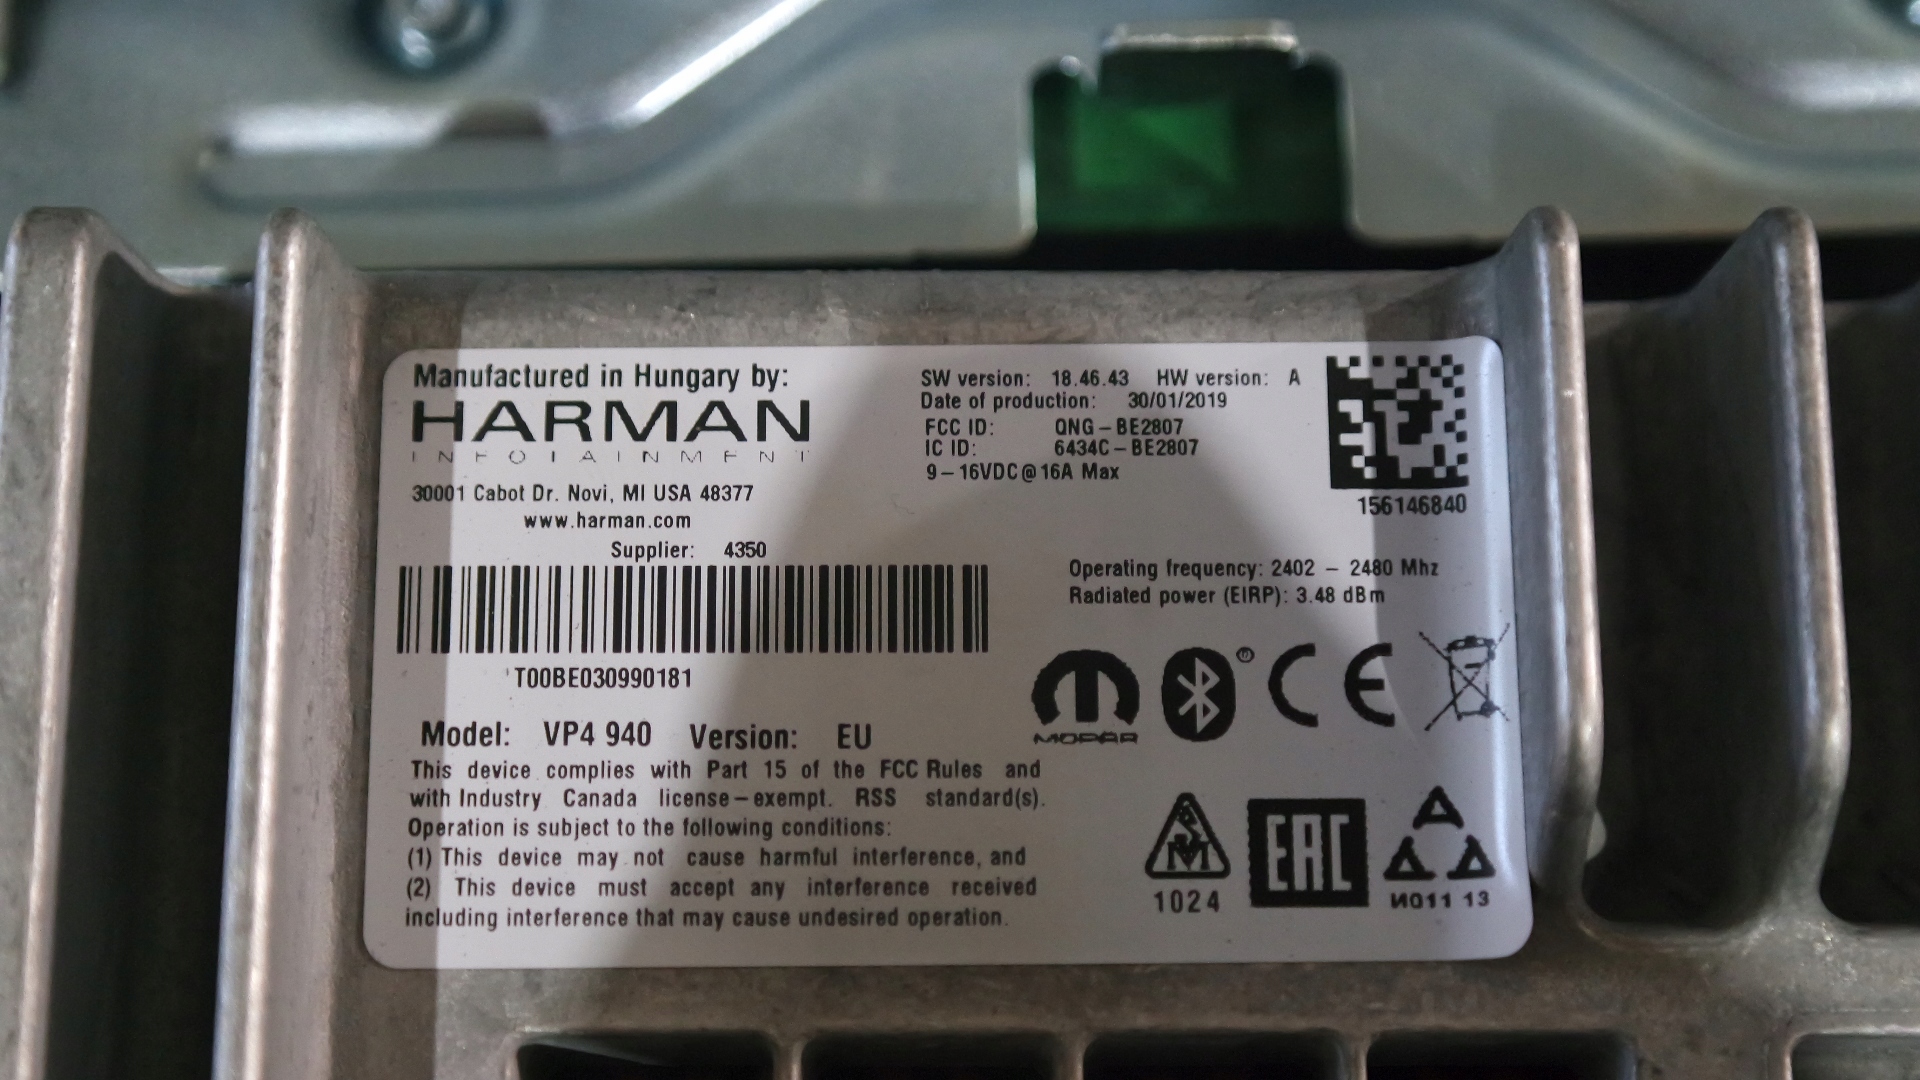 Manufactured in Hungary by:
HARMAN
INFOTAINMENT
30001 Cabot Dr. Novi, MI USA 48377
www.harman.com
Supplier: 4350
T00BE030990181
Model: VP4 940 Version: EU
This device complies with Part 15 of the FCC Rules and
with Industry Canada license-exempt. RSS standard(s).
Operation is subject to the following conditions:
(1) This device may not cause harmful interference, and
(2) This device must accept any interference received
including interference that may cause undesired operation.
SW version: 18.46.43 HW version: A
Date of production: 30/01/2019
FCC ID: QNG-BE2807
IC ID: 6434C-BE2807
9-16VDC@16A Max
156146840
Operating frequency: 2402 - 2480 Mhz
Radiated power (EIRP): 3.48 dBm
MOPAR
CE
1024
EAC
И011 13